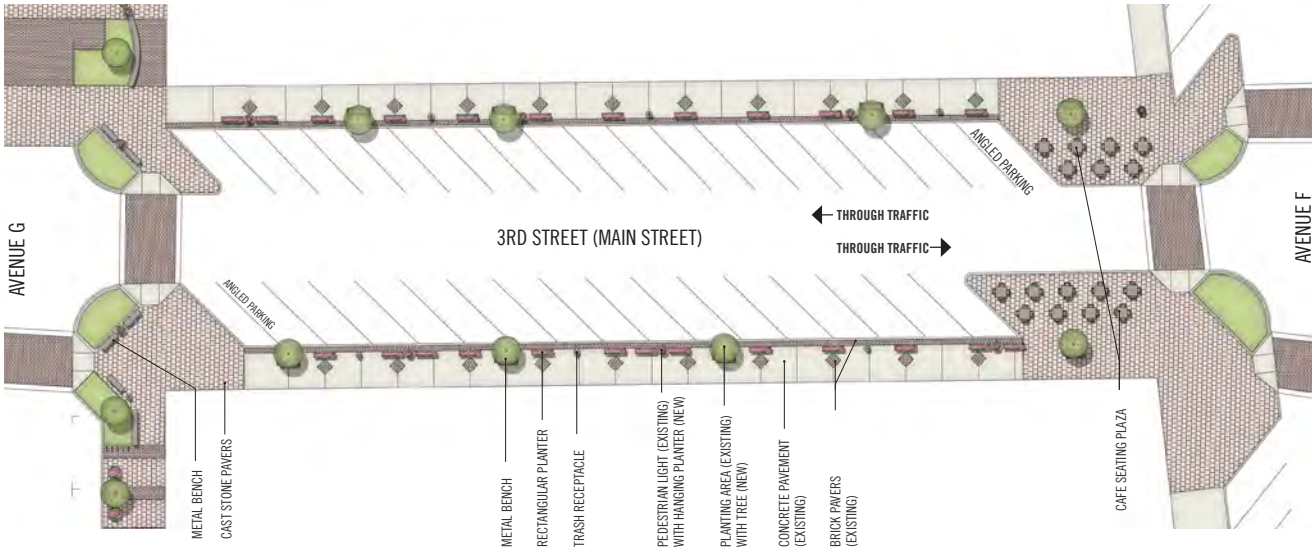 AVENUE G
ANGLED PARKING
THROUGH TRAFFIC
3RD STREET (MAIN STREET)
THROUGH TRAFFIC
ANGLED PARKING
AVENUE F
METAL BENCH
CAST STONE PAVERS
METAL BENCH
RECTANGULAR PLANTER
TRASH RECEPTACLE
PEDESTRIAN LIGHT (EXISTING)
WITH HANGING PLANTER (NEW)
PLANTING AREA (EXISTING)
WITH TREE (NEW)
CONCRETE PAVEMENT
(EXISTING)
BRICK PAVERS
(EXISTING)
CAFE SEATING PLAZA